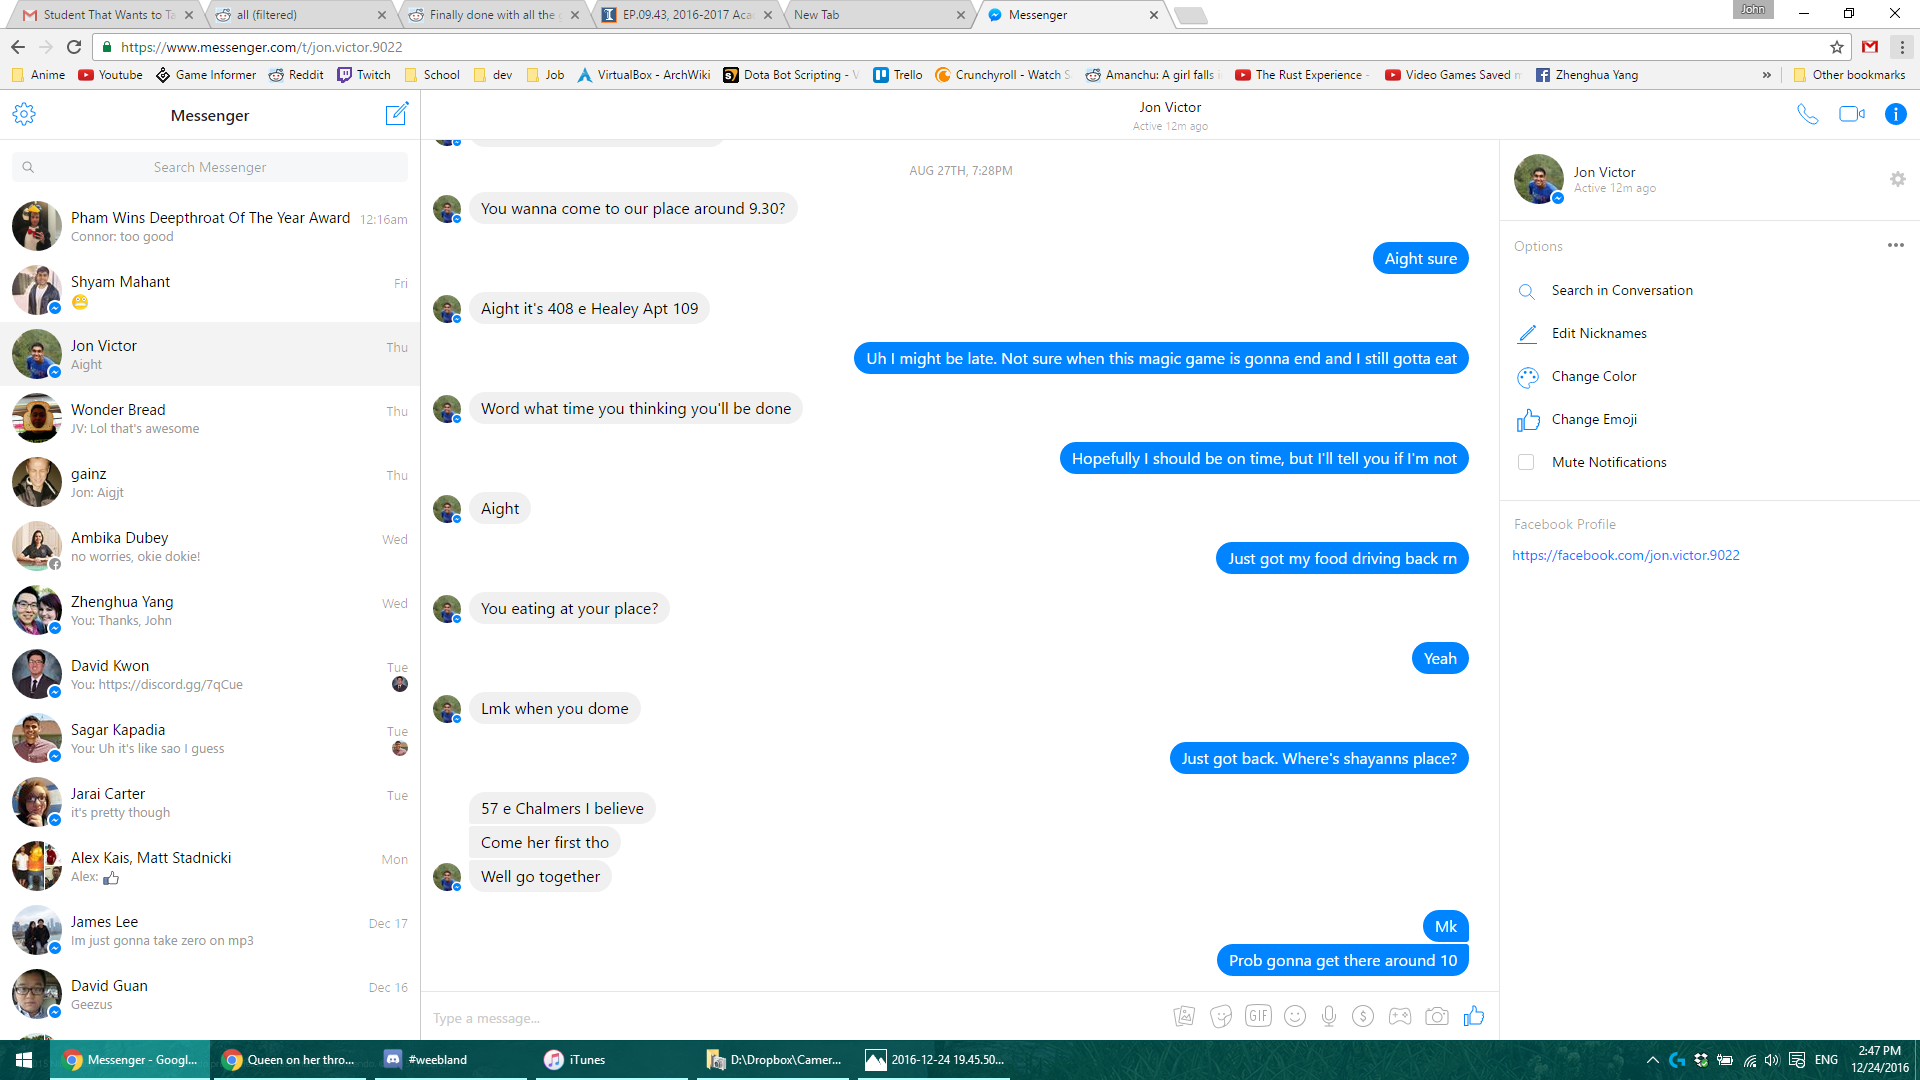 Student That Wants to Ta
all (filtered)
Finally done with all the g
EP.09.43, 2016-2017 Aca
New Tab
Messenger
John
https://www.messenger.com/t/jon.victor.9022
Anime
Youtube
Game Informer
Reddit
Twitch
School
dev
Job
VirtualBox - ArchWiki
Dota Bot Scripting - V
Trello
Crunchyroll - Watch S
Amanchu: A girl falls i
The Rust Experience -
Video Games Saved m
Zhenghua Yang
»
Other bookmarks
Messenger
Search Messenger
Pham Wins Deepthroat Of The Year Award 12:16am
Connor: too good
Shyam Mahant Fri
Jon Victor Thu
Aight
Wonder Bread Thu
JV: Lol that's awesome
gainz Thu
Jon: Aigjt
Ambika Dubey Wed
no worries, okie dokie!
Zhenghua Yang Wed
You: Thanks, John
David Kwon Tue
You: https://discord.gg/7qCue
Sagar Kapadia Tue
You: Uh it's like sao I guess
Jarai Carter Tue
it's pretty though
Alex Kais, Matt Stadnicki Mon
Alex:
James Lee Dec 17
Im just gonna take zero on mp3
David Guan Dec 16
Geezus
Jon Victor
Active 12m ago
AUG 27TH, 7:28PM
You wanna come to our place around 9.30?
Aight sure
Aight it's 408 e Healey Apt 109
Uh I might be late. Not sure when this magic game is gonna end and I still gotta eat
Word what time you thinking you'll be done
Hopefully I should be on time, but I'll tell you if I'm not
Aight
Just got my food driving back rn
You eating at your place?
Yeah
Lmk when you dome
Just got back. Where's shayanns place?
57 e Chalmers I believe
Come her first tho
Well go together
Mk
Prob gonna get there around 10
Type a message...
GIF
Jon Victor
Active 12m ago
Options
Search in Conversation
Edit Nicknames
Change Color
Change Emoji
Mute Notifications
Facebook Profile
https://facebook.com/jon.victor.9022
Messenger - Googl...
Queen on her thro...
#weebland
iTunes
D:\Dropbox\Camer...
2016-12-24 19.45.50...
ENG
2:47 PM
12/24/2016